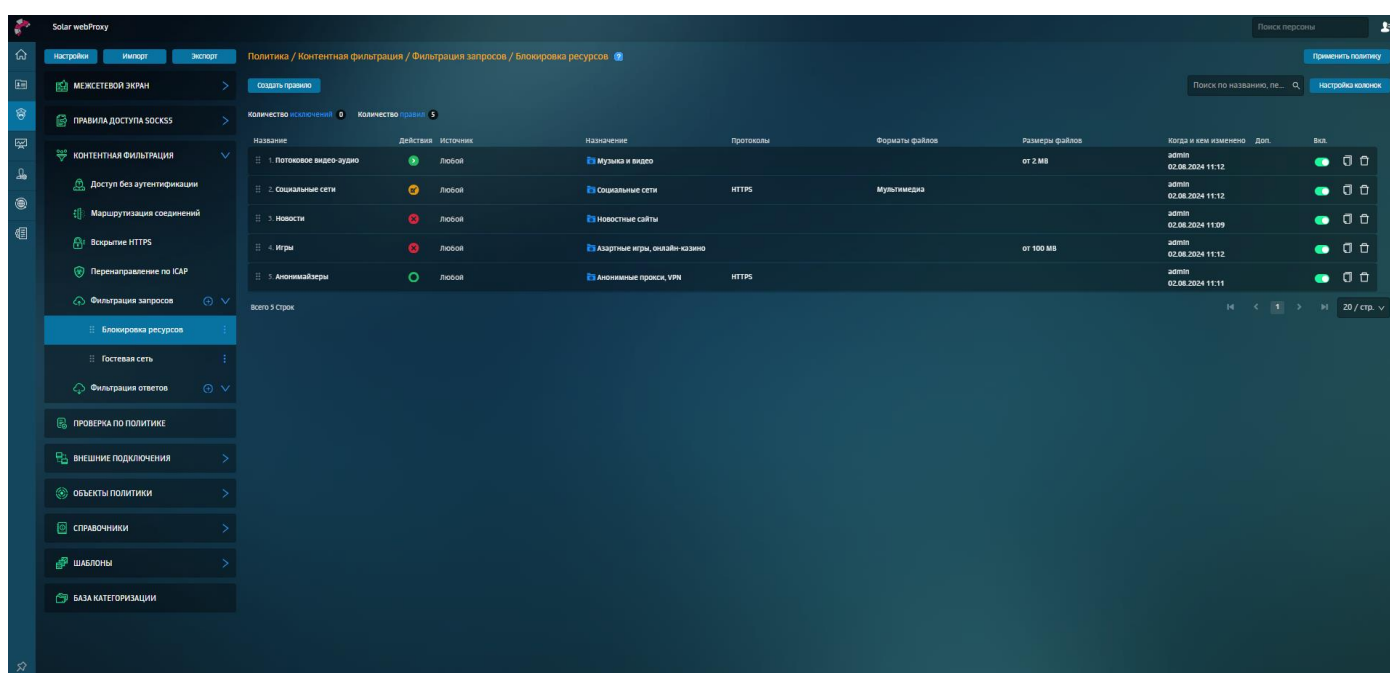 Solar webProxy
Поиск персоны
Настройки Импорт Экспорт
Политика / Контентная фильтрация / Фильтрация запросов / Блокировка ресурсов ?
Применить политику
МЕЖСЕТЕВОЙ ЭКРАН
Создать правило
Поиск по названию, пе...
Настройка колонок
ПРАВИЛА ДОСТУПА SOCKS5
Количество исключений 0 Количество правил 5
КОНТЕНТНАЯ ФИЛЬТРАЦИЯ
Доступ без аутентификации
Маршрутизация соединений
Вскрытие HTTPS
Перенаправление по ICAP
Фильтрация запросов
Блокировка ресурсов
Гостевая сеть
Фильтрация ответов
ПРОВЕРКА ПО ПОЛИТИКЕ
ВНЕШНИЕ ПОДКЛЮЧЕНИЯ
ОБЪЕКТЫ ПОЛИТИКИ
СПРАВОЧНИКИ
ШАБЛОНЫ
БАЗА КАТЕГОРИЗАЦИИ
Название Действия Источник Назначение Протоколы Форматы файлов Размеры файлов Когда и кем изменено Доп. Вкл.
1. Потоковое видео-аудио Любой Музыка и видео от 2 MB admin
02.08.2024 11:12
2. Социальные сети Любой Социальные сети HTTPS Мультимедиа admin
02.08.2024 11:12
3. Новости Любой Новостные сайты admin
02.08.2024 11:09
4. Игры Любой Азартные игры, онлайн-казино от 100 MB admin
02.08.2024 11:12
5. Анонимайзеры Любой Анонимные прокси, VPN HTTPS admin
02.08.2024 11:11
Всего 5 Строк
1
20 / стр.